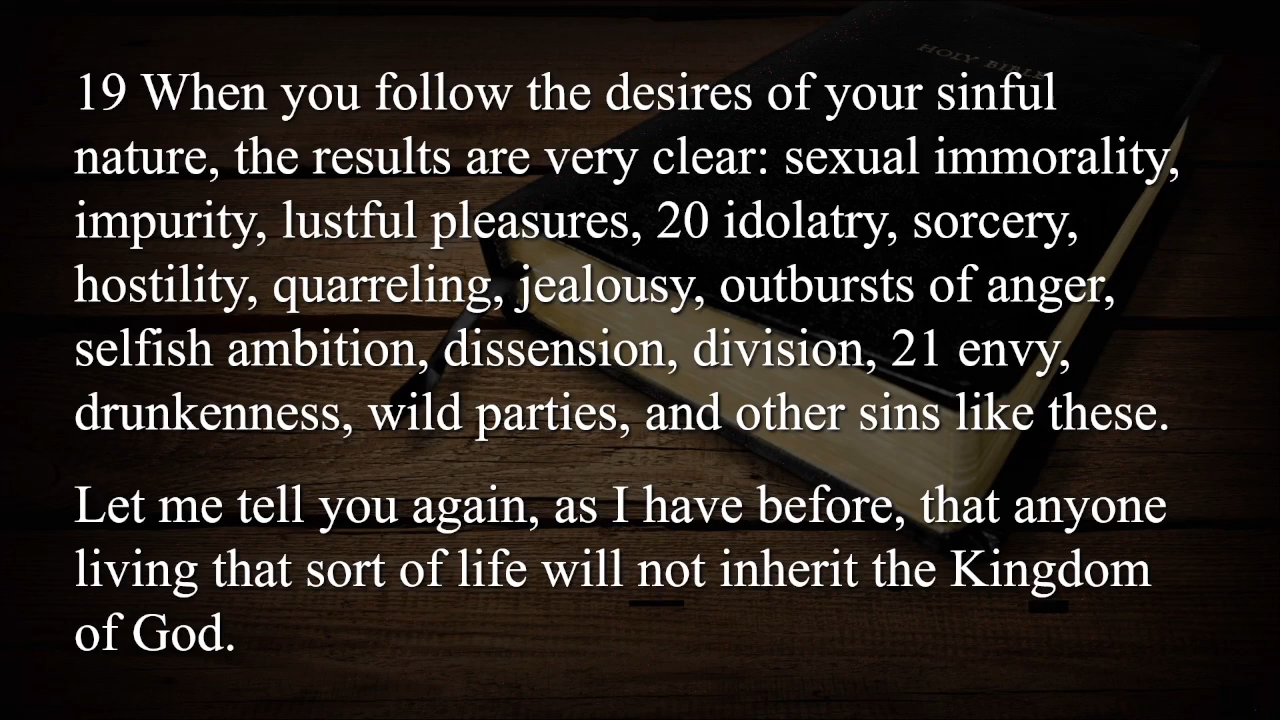 HOLY BIBLE
19 When you follow the desires of your sinful
nature, the results are very clear: sexual immorality,
impurity, lustful pleasures, 20 idolatry, sorcery,
hostility, quarreling, jealousy, outbursts of anger,
selfish ambition, dissension, division, 21 envy,
drunkenness, wild parties, and other sins like these.
Let me tell you again, as I have before, that anyone
living that sort of life will not inherit the Kingdom
of God.